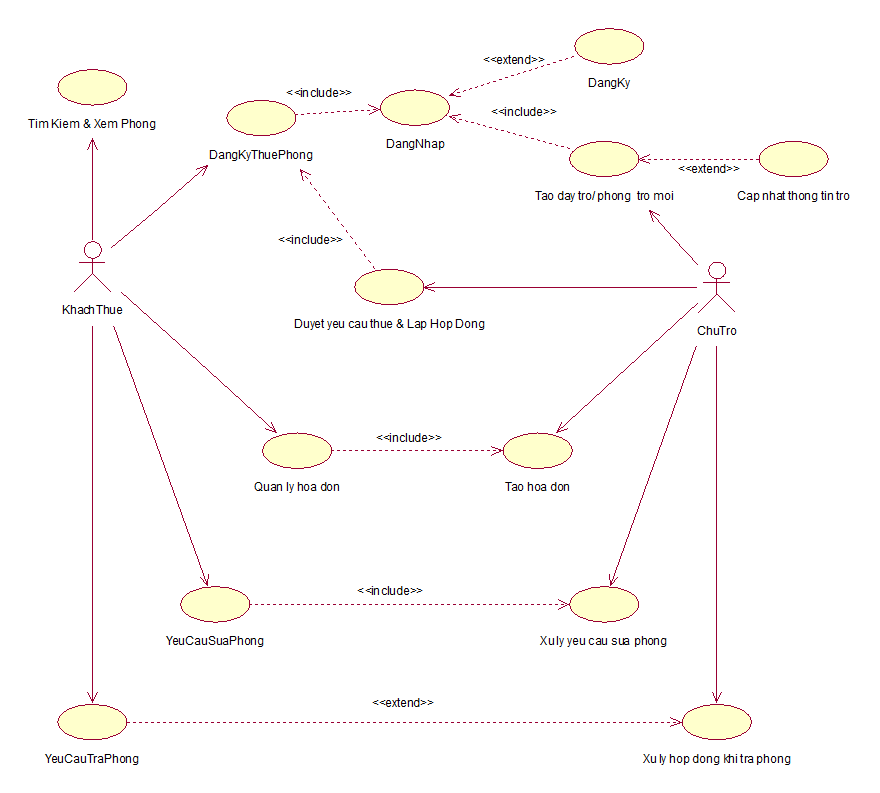 <<extend>>
DangKy
Tim Kiem & Xem Phong
<<include>>
DangKyThuePhong
DangNhap
<<include>>
Tao day tro/ phong tro moi
<<extend>>
Cap nhat thong tin tro
<<include>>
KhachThue
Duyet yeu cau thue & Lap Hop Dong
ChuTro
<<include>>
Quan ly hoa don
Tao hoa don
<<include>>
YeuCauSuaPhong
Xu ly yeu cau sua phong
<<extend>>
YeuCauTraPhong
Xu ly hop dong khi tra phong